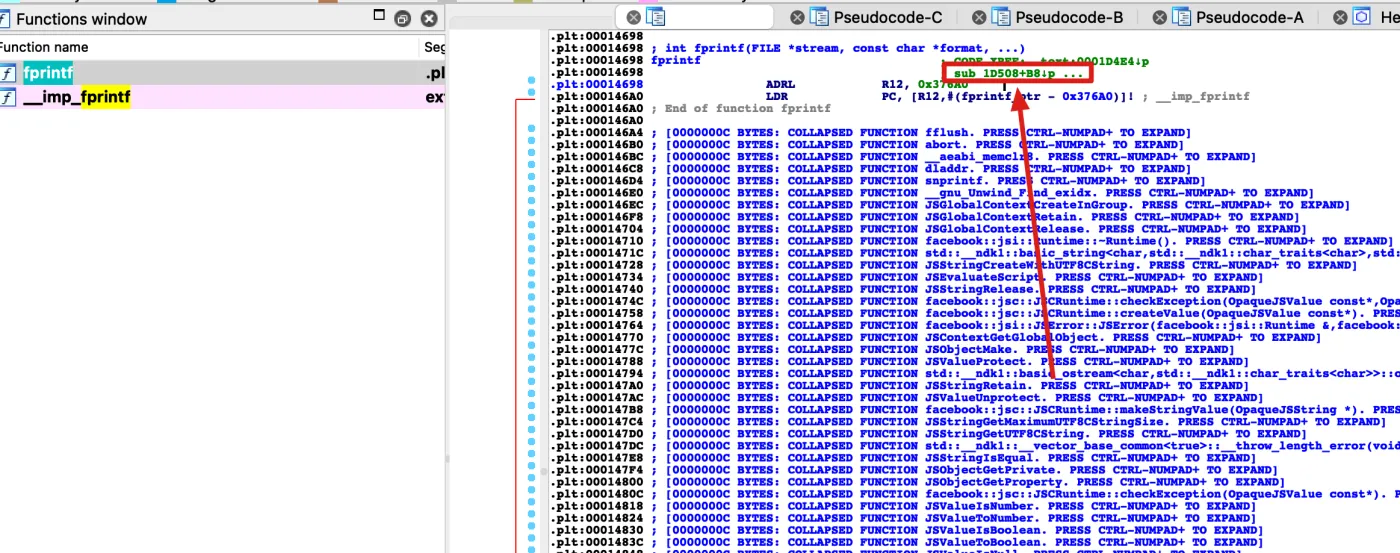 Functions window
Pseudocode-C
Pseudocode-B
Pseudocode-A
He
Function name
Seg
fprintf
.pl
__imp_fprintf
ext
.plt:00014698
.plt:00014698 ; int fprintf(FILE *stream, const char *format, ...)
.plt:00014698 fprintf ; CODE XREF: .text:0001D4E4↓p
.plt:00014698 sub_1D508+B8↓p ...
.plt:00014698 ADRL R12, 0x376A0
.plt:000146A0 LDR PC, [R12,#(fprintf_ptr - 0x376A0)]! ; __imp_fprintf
.plt:000146A0 ; End of function fprintf
.plt:000146A0
.plt:000146A4 ; [0000000C BYTES: COLLAPSED FUNCTION fflush. PRESS CTRL-NUMPAD+ TO EXPAND]
.plt:000146B0 ; [0000000C BYTES: COLLAPSED FUNCTION abort. PRESS CTRL-NUMPAD+ TO EXPAND]
.plt:000146BC ; [0000000C BYTES: COLLAPSED FUNCTION __aeabi_memclr8. PRESS CTRL-NUMPAD+ TO EXPAND]
.plt:000146C8 ; [0000000C BYTES: COLLAPSED FUNCTION dladdr. PRESS CTRL-NUMPAD+ TO EXPAND]
.plt:000146D4 ; [0000000C BYTES: COLLAPSED FUNCTION snprintf. PRESS CTRL-NUMPAD+ TO EXPAND]
.plt:000146E0 ; [0000000C BYTES: COLLAPSED FUNCTION __gnu_Unwind_Find_exidx. PRESS CTRL-NUMPAD+ TO EXPAND]
.plt:000146EC ; [0000000C BYTES: COLLAPSED FUNCTION JSGlobalContextCreateInGroup. PRESS CTRL-NUMPAD+ TO EXPAND]
.plt:000146F8 ; [0000000C BYTES: COLLAPSED FUNCTION JSGlobalContextRetain. PRESS CTRL-NUMPAD+ TO EXPAND]
.plt:00014704 ; [0000000C BYTES: COLLAPSED FUNCTION JSGlobalContextRelease. PRESS CTRL-NUMPAD+ TO EXPAND]
.plt:00014710 ; [0000000C BYTES: COLLAPSED FUNCTION facebook::jsi::Runtime::~Runtime(). PRESS CTRL-NUMPAD+ TO EXPAND]
.plt:0001471C ; [0000000C BYTES: COLLAPSED FUNCTION std::__ndk1::basic_string<char,std::__ndk1::char_traits<char>,std:
.plt:00014728 ; [0000000C BYTES: COLLAPSED FUNCTION JSStringCreateWithUTF8CString. PRESS CTRL-NUMPAD+ TO EXPAND]
.plt:00014734 ; [0000000C BYTES: COLLAPSED FUNCTION JSEvaluateScript. PRESS CTRL-NUMPAD+ TO EXPAND]
.plt:00014740 ; [0000000C BYTES: COLLAPSED FUNCTION JSStringRelease. PRESS CTRL-NUMPAD+ TO EXPAND]
.plt:0001474C ; [0000000C BYTES: COLLAPSED FUNCTION facebook::jsc::JSCRuntime::checkException(OpaqueJSValue const*,Opa
.plt:00014758 ; [0000000C BYTES: COLLAPSED FUNCTION facebook::jsc::JSCRuntime::createValue(OpaqueJSValue const*). PRES
.plt:00014764 ; [0000000C BYTES: COLLAPSED FUNCTION facebook::jsi::JSError::JSError(facebook::jsi::Runtime &,facebook:
.plt:00014770 ; [0000000C BYTES: COLLAPSED FUNCTION JSContextGetGlobalObject. PRESS CTRL-NUMPAD+ TO EXPAND]
.plt:0001477C ; [0000000C BYTES: COLLAPSED FUNCTION JSObjectMake. PRESS CTRL-NUMPAD+ TO EXPAND]
.plt:00014788 ; [0000000C BYTES: COLLAPSED FUNCTION JSValueProtect. PRESS CTRL-NUMPAD+ TO EXPAND]
.plt:00014794 ; [0000000C BYTES: COLLAPSED FUNCTION std::__ndk1::basic_ostream<char,std::__ndk1::char_traits<char>>::o
.plt:000147A0 ; [0000000C BYTES: COLLAPSED FUNCTION JSStringRetain. PRESS CTRL-NUMPAD+ TO EXPAND]
.plt:000147AC ; [0000000C BYTES: COLLAPSED FUNCTION JSValueUnprotect. PRESS CTRL-NUMPAD+ TO EXPAND]
.plt:000147B8 ; [0000000C BYTES: COLLAPSED FUNCTION facebook::jsc::JSCRuntime::makeStringValue(OpaqueJSString *). PRES
.plt:000147C4 ; [0000000C BYTES: COLLAPSED FUNCTION JSStringGetMaximumUTF8CStringSize. PRESS CTRL-NUMPAD+ TO EXPAND]
.plt:000147D0 ; [0000000C BYTES: COLLAPSED FUNCTION JSStringGetUTF8CString. PRESS CTRL-NUMPAD+ TO EXPAND]
.plt:000147DC ; [0000000C BYTES: COLLAPSED FUNCTION std::__ndk1::__vector_base_common<true>::__throw_length_error(void
.plt:000147E8 ; [0000000C BYTES: COLLAPSED FUNCTION JSStringIsEqual. PRESS CTRL-NUMPAD+ TO EXPAND]
.plt:000147F4 ; [0000000C BYTES: COLLAPSED FUNCTION JSObjectGetPrivate. PRESS CTRL-NUMPAD+ TO EXPAND]
.plt:00014800 ; [0000000C BYTES: COLLAPSED FUNCTION JSObjectGetProperty. PRESS CTRL-NUMPAD+ TO EXPAND]
.plt:0001480C ; [0000000C BYTES: COLLAPSED FUNCTION facebook::jsc::JSCRuntime::checkException(OpaqueJSValue const*). P
.plt:00014818 ; [0000000C BYTES: COLLAPSED FUNCTION JSValueIsNumber. PRESS CTRL-NUMPAD+ TO EXPAND]
.plt:00014824 ; [0000000C BYTES: COLLAPSED FUNCTION JSValueToNumber. PRESS CTRL-NUMPAD+ TO EXPAND]
.plt:00014830 ; [0000000C BYTES: COLLAPSED FUNCTION JSValueIsBoolean. PRESS CTRL-NUMPAD+ TO EXPAND]
.plt:0001483C ; [0000000C BYTES: COLLAPSED FUNCTION JSValueToBoolean. PRESS CTRL-NUMPAD+ TO EXPAND]